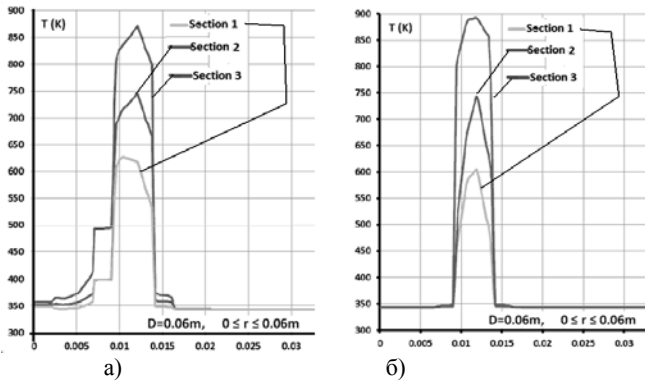 900
T (K)
Section 1
850
800
Section 2
750
Section 3
700
650
600
550
500
450
400
350
D=0.06m, 0 ≤ r ≤ 0.06m
300
0 0.005 0.01 0.015 0.02 0.025 0.03
а)
900
T (K)
Section 1
850
800
Section 2
750
Section 3
700
650
600
550
500
450
400
350
D=0.06m, 0 ≤ r ≤ 0.06m
300
0 0.005 0.01 0.015 0.02 0.025 0.03
б)